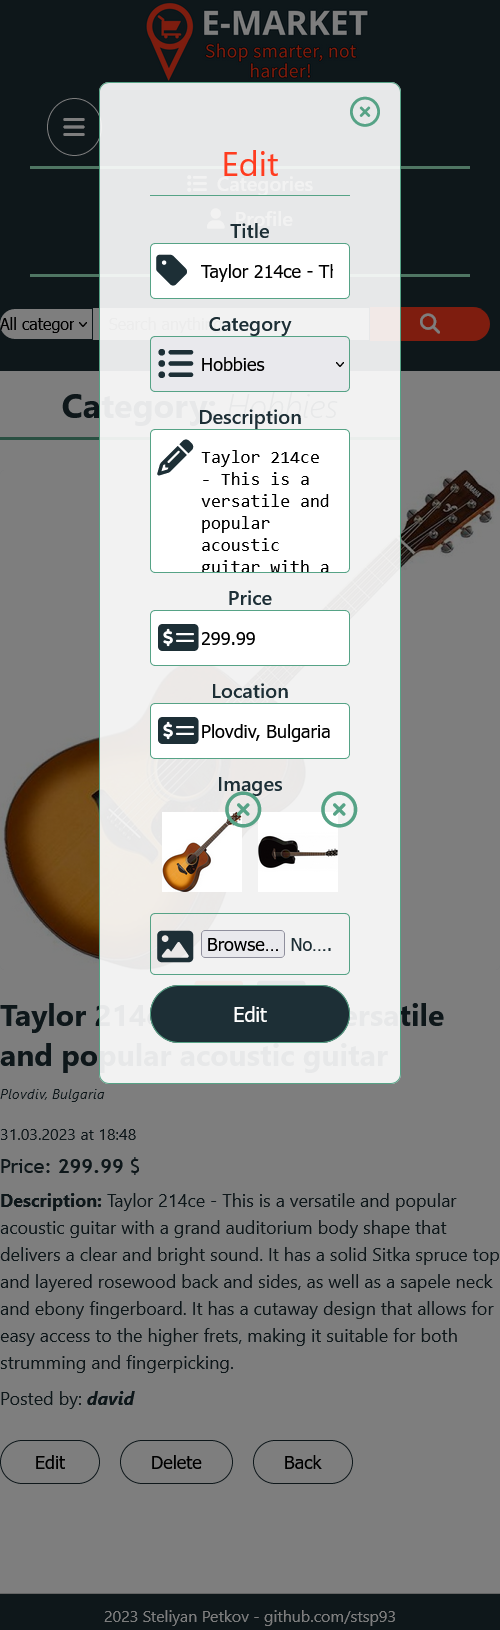 E-MARKET
Shop smarter, not
harder!
Categories
Profile
All categor
Search anythi
Edit
Title
Taylor 214ce - Tl
Category
Hobbies
Category: Hobbies
Description
Taylor 214ce
- This is a
versatile and
popular
acoustic
guitar with a
Price
299.99
Location
Plovdiv, Bulgaria
Images
Browse... No....
Edit
YAMAHA
Taylor 214 ersatile
and popular acoustic guitar
Plovdiv, Bulgaria
31.03.2023 at 18:48
Price: 299.99 $
Description: Taylor 214ce - This is a versatile and popular
acoustic guitar with a grand auditorium body shape that
delivers a clear and bright sound. It has a solid Sitka spruce top
and layered rosewood back and sides, as well as a sapele neck
and ebony fingerboard. It has a cutaway design that allows for
easy access to the higher frets, making it suitable for both
strumming and fingerpicking.
Posted by: david
Edit Delete Back
2023 Steliyan Petkov - github.com/stsp93